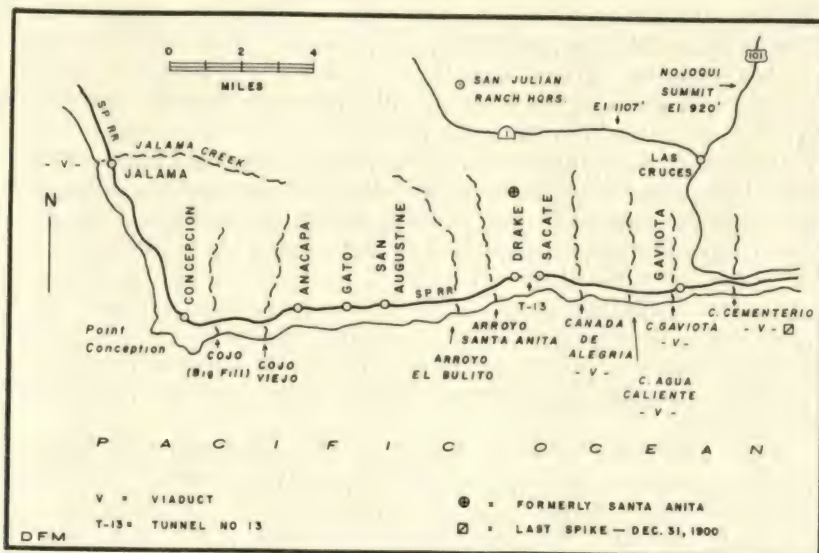 0 2 4
MILES
101
SAN JULIAN
RANCH HQRS.
NOJOQUI
SUMMIT
El. 920'
El. 1107'
1
SP RR
JALAMA CREEK
- V -
JALAMA
LAS
CRUCES
N
CONCEPCION
ANACAPA
GATO
SAN
AUGUSTINE
DRAKE
SACATE
GAVIOTA
SP RR
T-13
Point
Conception
COJO
(Big Fill)
COJO
VIEJO
ARROYO
EL BULITO
ARROYO
SANTA ANITA
CANADA
DE
ALEGRIA
- V -
C. AGUA
CALIENTE
- V -
C. GAVIOTA
- V -
C. CEMENTERIO
- V -
PACIFIC OCEAN
V = VIADUCT
T-13 = TUNNEL NO 13
= FORMERLY SANTA ANITA
= LAST SPIKE — DEC. 31, 1900
DFM